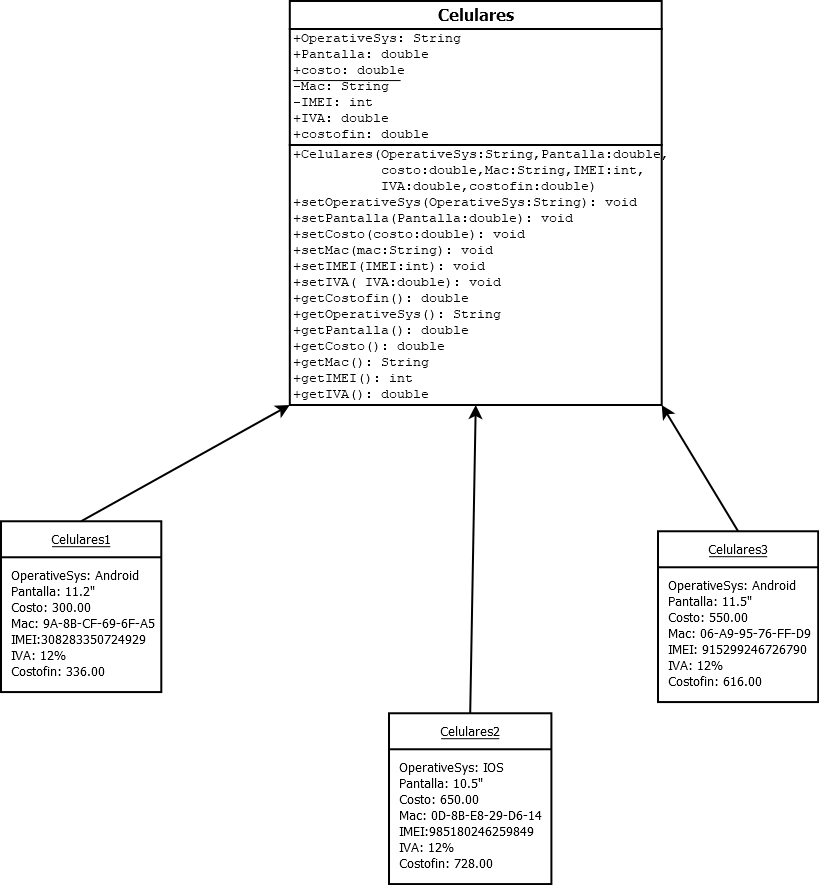 Celulares
+OperativeSys: String
+Pantalla: double
+costo: double
-Mac: String
-IMEI: int
+IVA: double
+costofin: double
+Celulares(OperativeSys:String,Pantalla:double,
costo:double,Mac:String,IMEI:int,
IVA:double,costofin:double)
+setOperativeSys(OperativeSys:String): void
+setPantalla(Pantalla:double): void
+setCosto(costo:double): void
+setMac(mac:String): void
+setIMEI(IMEI:int): void
+setIVA( IVA:double): void
+getCostofin(): double
+getOperativeSys(): String
+getPantalla(): double
+getCosto(): double
+getMac(): String
+getIMEI(): int
+getIVA(): double
Celulares1
OperativeSys: Android
Pantalla: 11.2"
Costo: 300.00
Mac: 9A-8B-CF-69-6F-A5
IMEI:308283350724929
IVA: 12%
Costofin: 336.00
Celulares2
OperativeSys: IOS
Pantalla: 10.5"
Costo: 650.00
Mac: 0D-8B-E8-29-D6-14
IMEI:985180246259849
IVA: 12%
Costofin: 728.00
Celulares3
OperativeSys: Android
Pantalla: 11.5"
Costo: 550.00
Mac: 06-A9-95-76-FF-D9
IMEI: 915299246726790
IVA: 12%
Costofin: 616.00